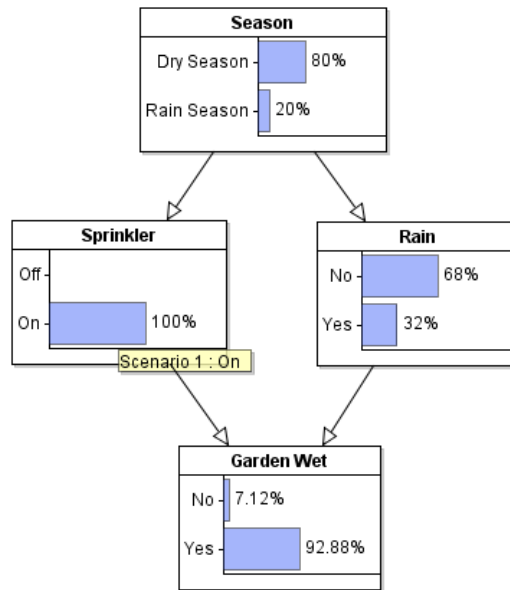 Season
Dry Season 80%
Rain Season 20%
Sprinkler
Off
On 100%
Scenario 1 : On
Rain
No 68%
Yes 32%
Garden Wet
No 7.12%
Yes 92.88%